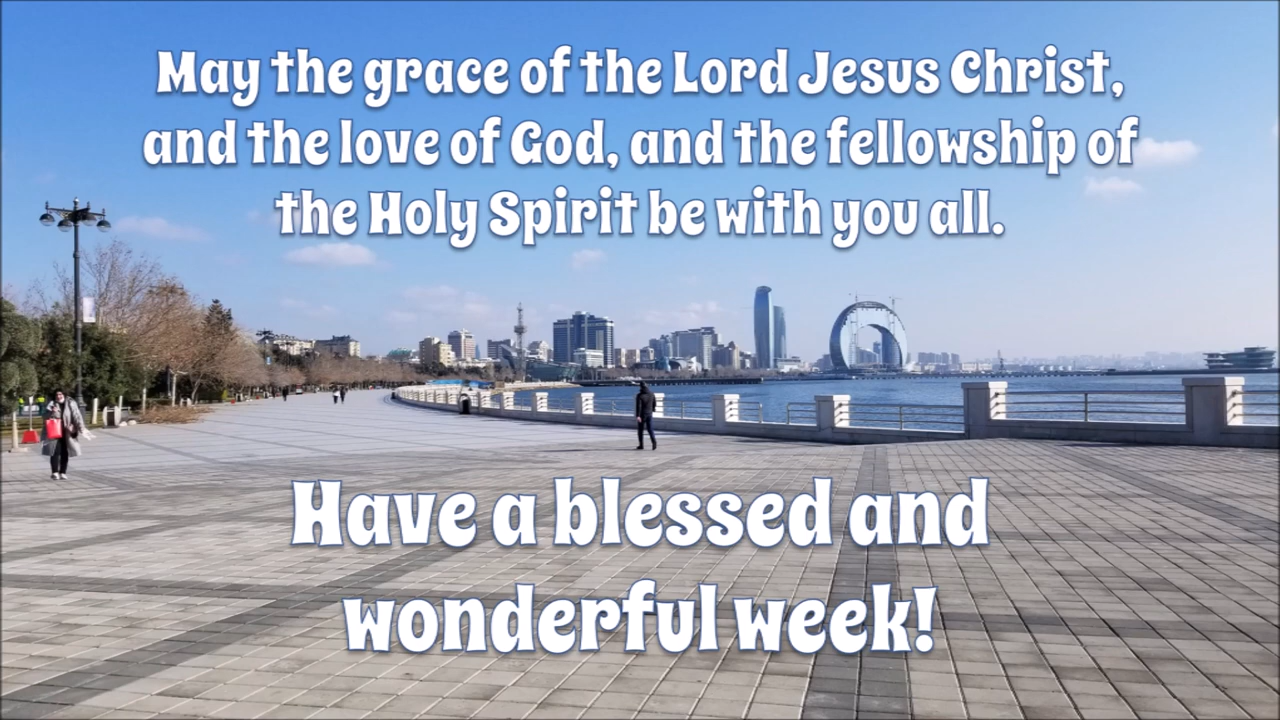 May the grace of the Lord Jesus Christ,
and the love of God, and the fellowship of
the Holy Spirit be with you all.
Have a blessed and
wonderful week!